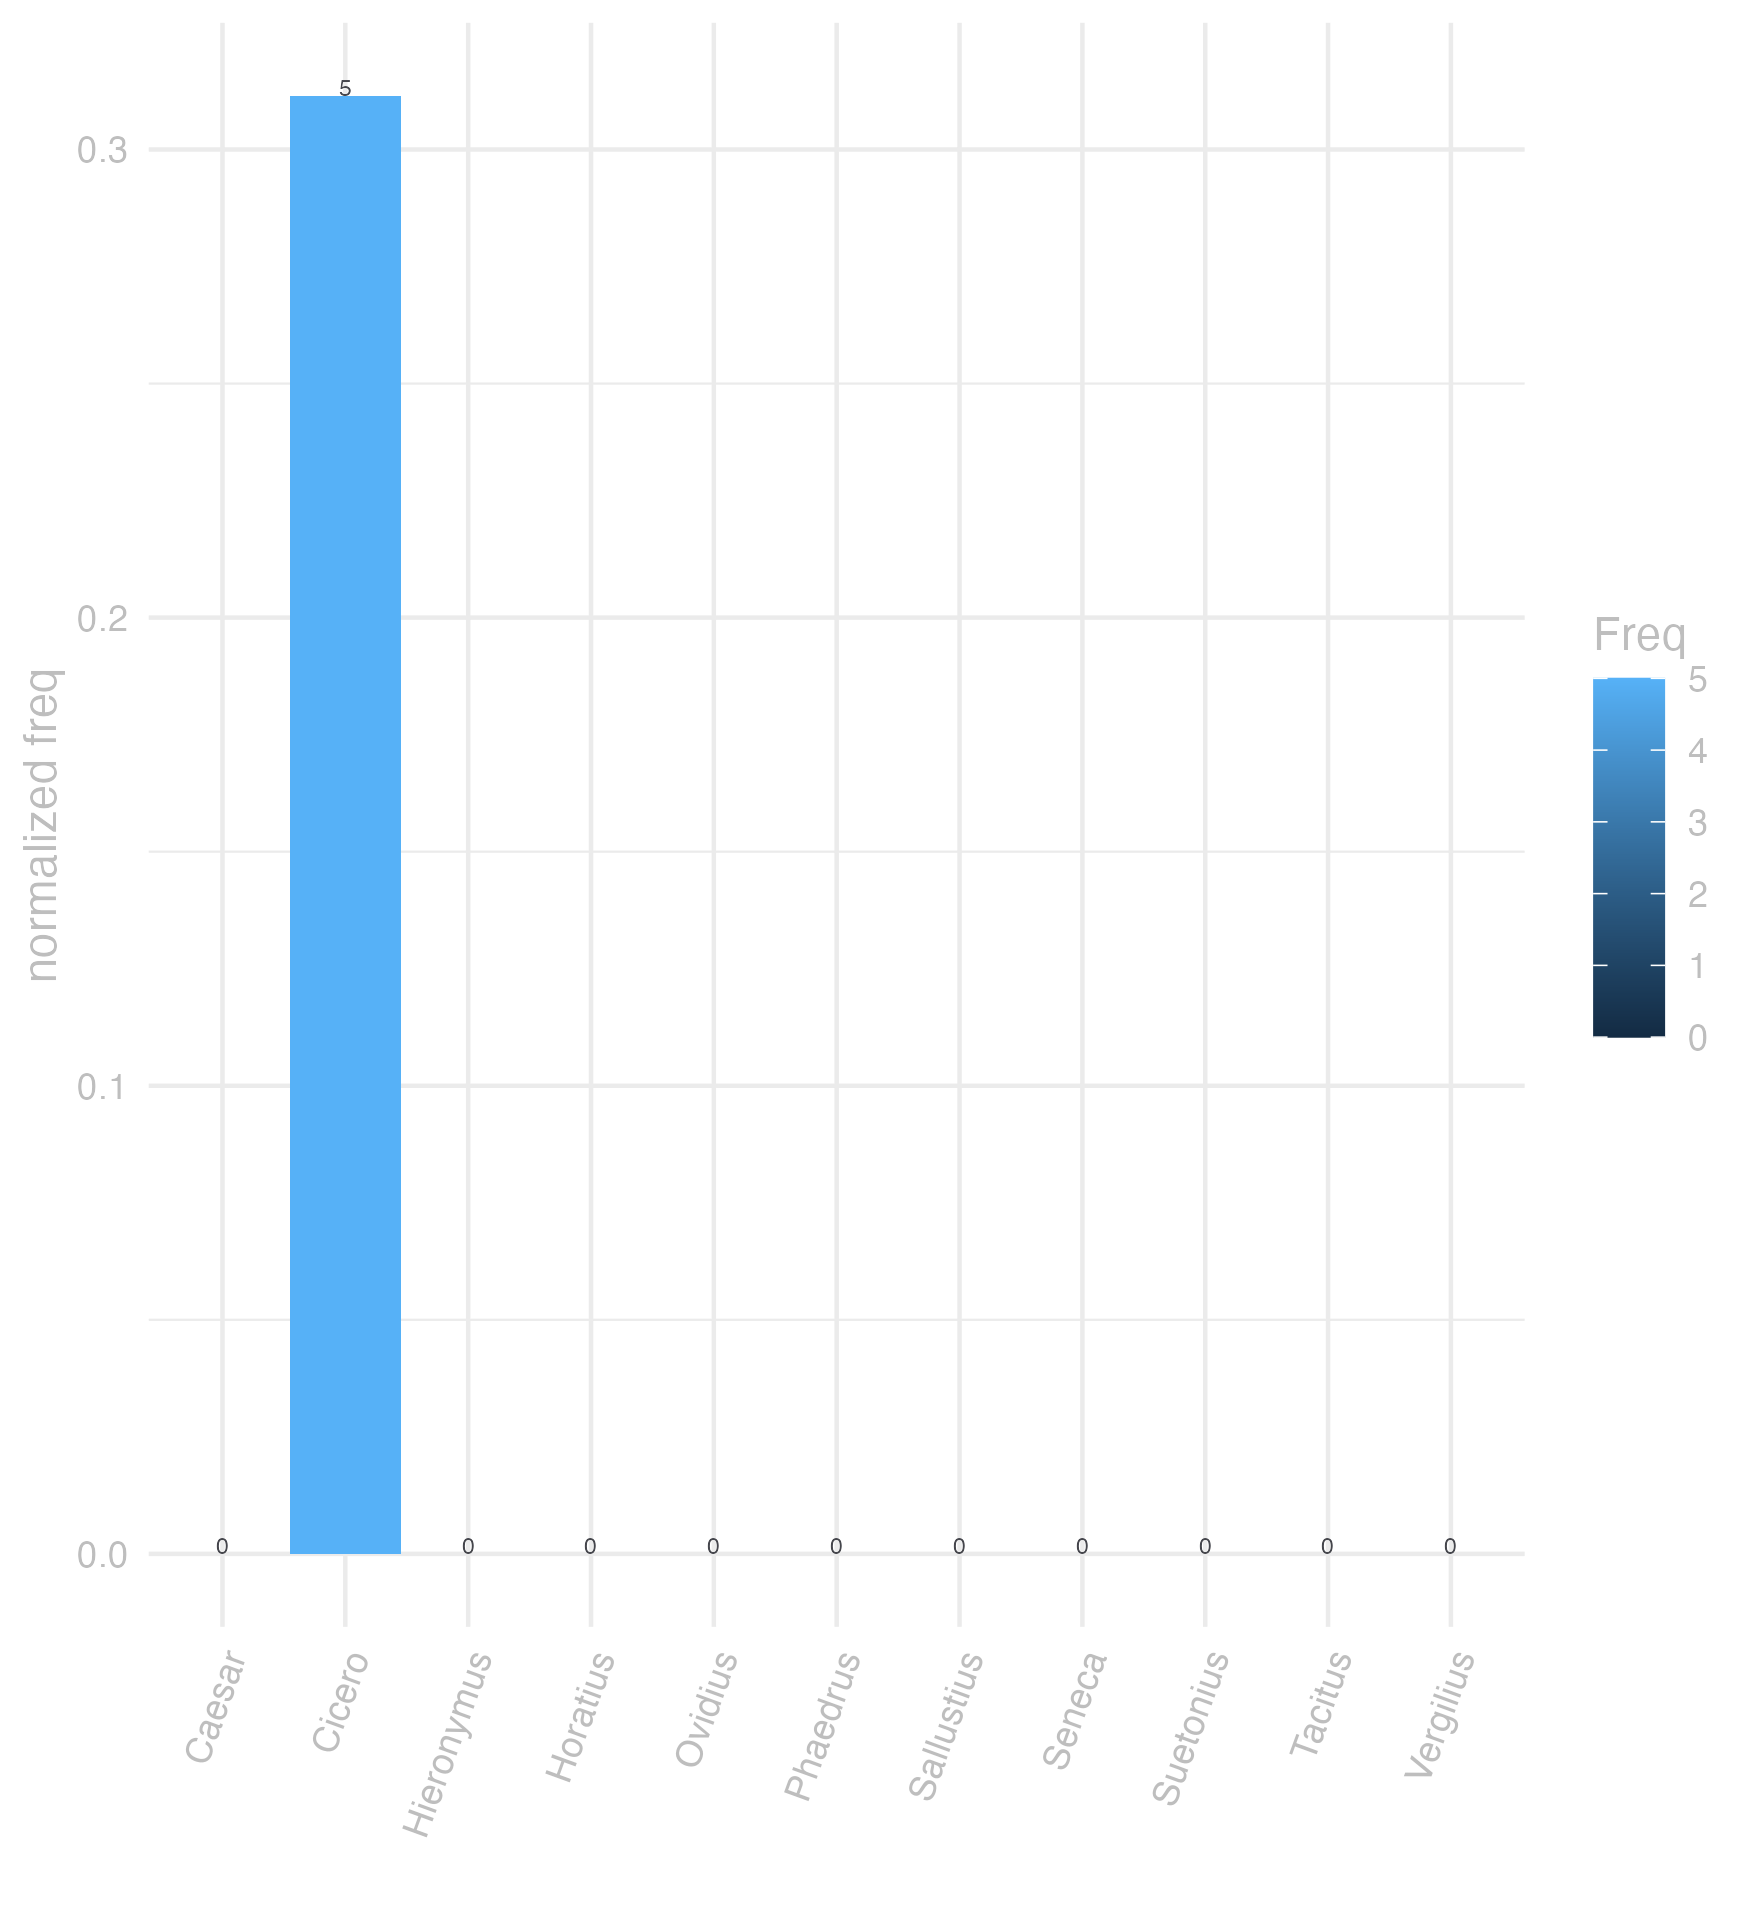 5
0.3
0.2
0.1
0.0
normalized freq
0 0 0 0 0 0 0 0 0 0
Caesar
Cicero
Hieronymus
Horatius
Ovidius
Phaedrus
Sallustius
Seneca
Suetonius
Tacitus
Vergilius
Freq
5
4
3
2
1
0